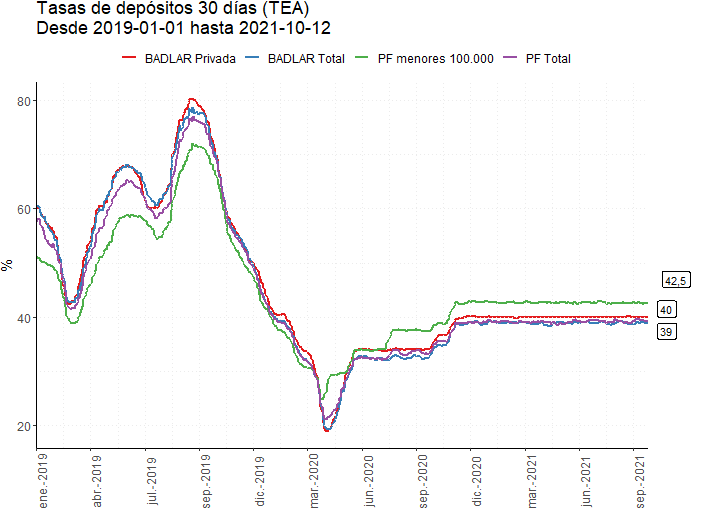 Tasas de depósitos 30 días (TEA)
Desde 2019-01-01 hasta 2021-10-12
BADLAR Privada BADLAR Total PF menores 100.000 PF Total
%
80
60
40
20
42,5
40
39
ene.-2019
abr.-2019
jul.-2019
sep.-2019
dic.-2019
mar.-2020
jun.-2020
sep.-2020
dic.-2020
mar.-2021
jun.-2021
sep.-2021